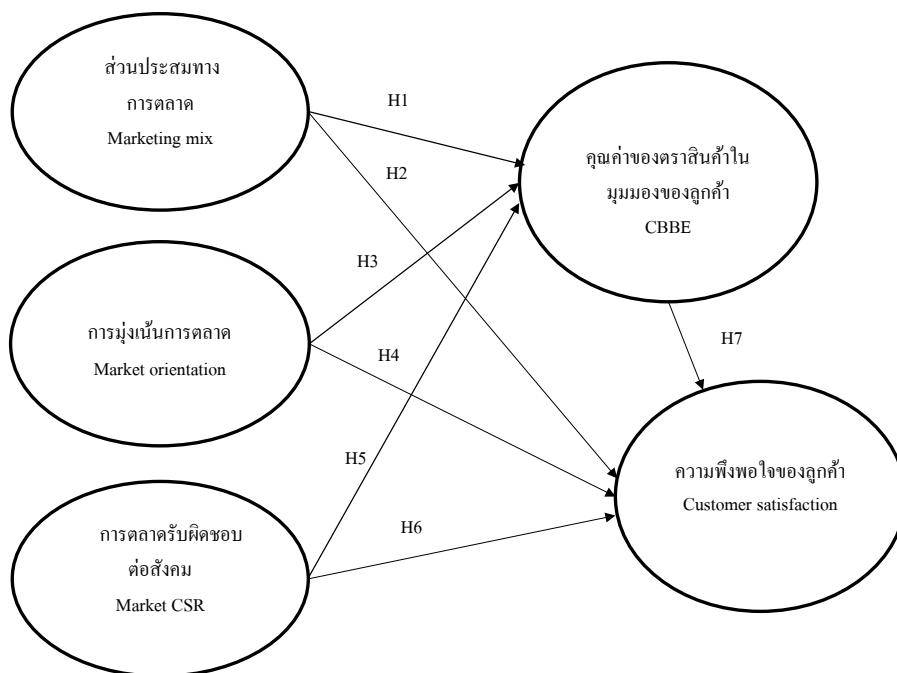 ส่วนประสมทาง
การตลาด
Marketing mix
H1
H2
คุณค่าของตราสินค้าใน
มุมมองของลูกค้า
CBBE
H3
การมุ่งเน้นการตลาด
Market orientation
H4
H7
H5
ความพึงพอใจของลูกค้า
Customer satisfaction
H6
การตลาดรับผิดชอบ
ต่อสังคม
Market CSR